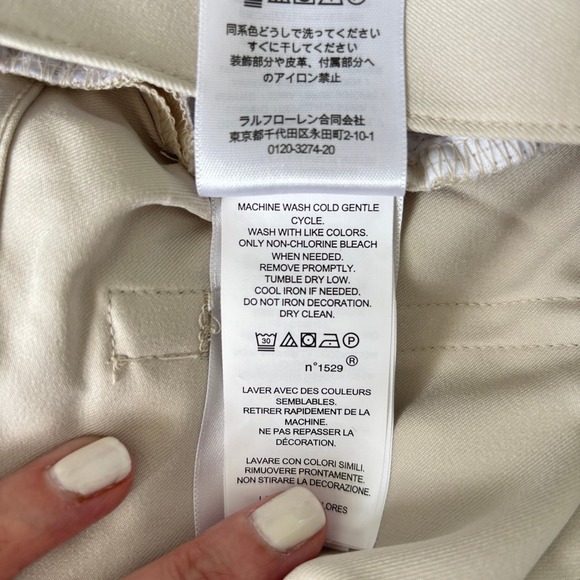 同系色どうしで洗ってください
すぐに干してください
装飾部分や皮革、付属部分へ
のアイロン禁止
ラルフローレン合同会社
東京都千代田区永田町2-10-1
0120-3274-20
MACHINE WASH COLD GENTLE
CYCLE.
WASH WITH LIKE COLORS.
ONLY NON-CHLORINE BLEACH
WHEN NEEDED.
REMOVE PROMPTLY.
TUMBLE DRY LOW.
COOL IRON IF NEEDED.
DO NOT IRON DECORATION.
DRY CLEAN.
30 P
n°1529 ®
LAVER AVEC DES COULEURS
SEMBLABLES.
RETIRER RAPIDEMENT DE LA
MACHINE.
NE PAS REPASSER LA
DÉCORATION.
LAVARE CON COLORI SIMILI.
RIMUOVERE PRONTAMENTE.
NON STIRARE LA DECORAZIONE.